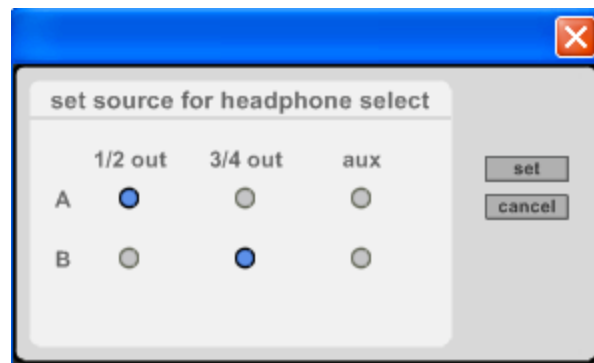 set source for headphone select
1/2 out 3/4 out aux
A
set
B
cancel